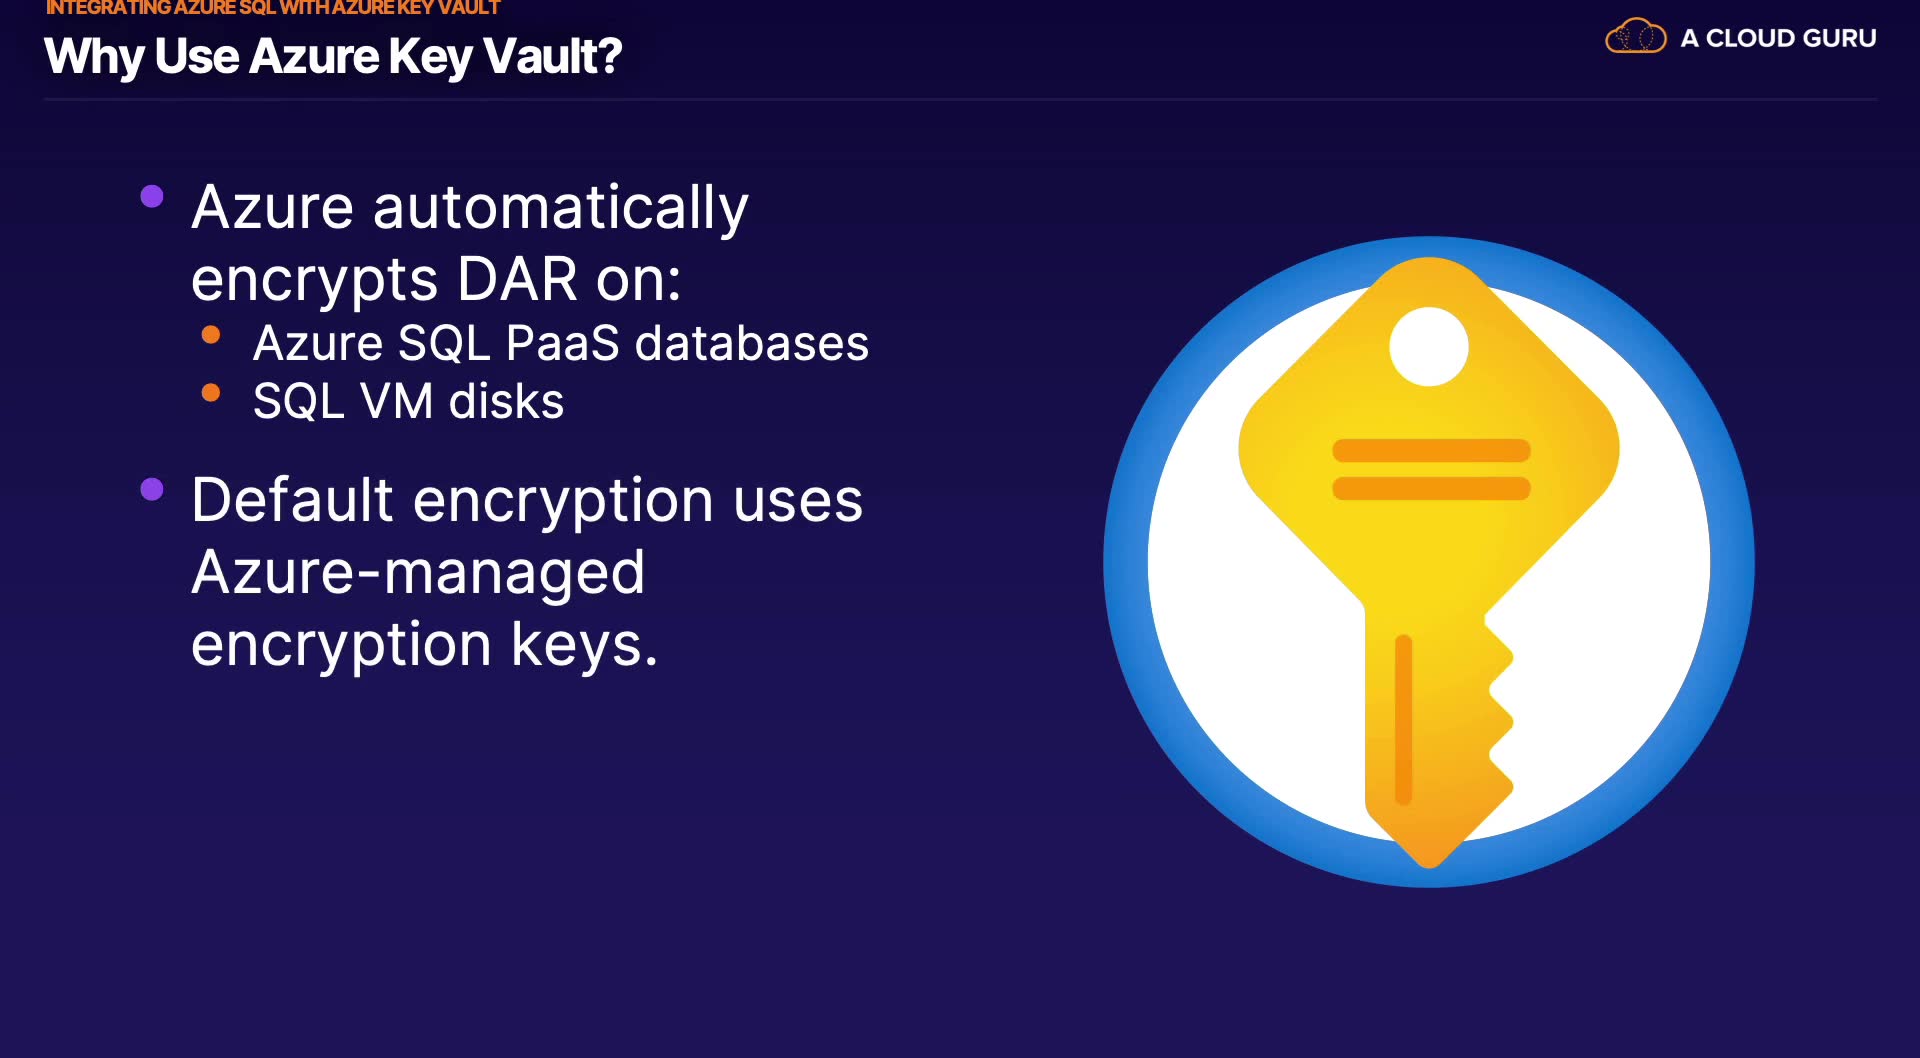 INTEGRATING AZURE SQL WITH AZURE KEY VAULT
Why Use Azure Key Vault?
A CLOUD GURU
Azure automatically
encrypts DAR on:
Azure SQL PaaS databases
SQL VM disks
Default encryption uses
Azure-managed
encryption keys.